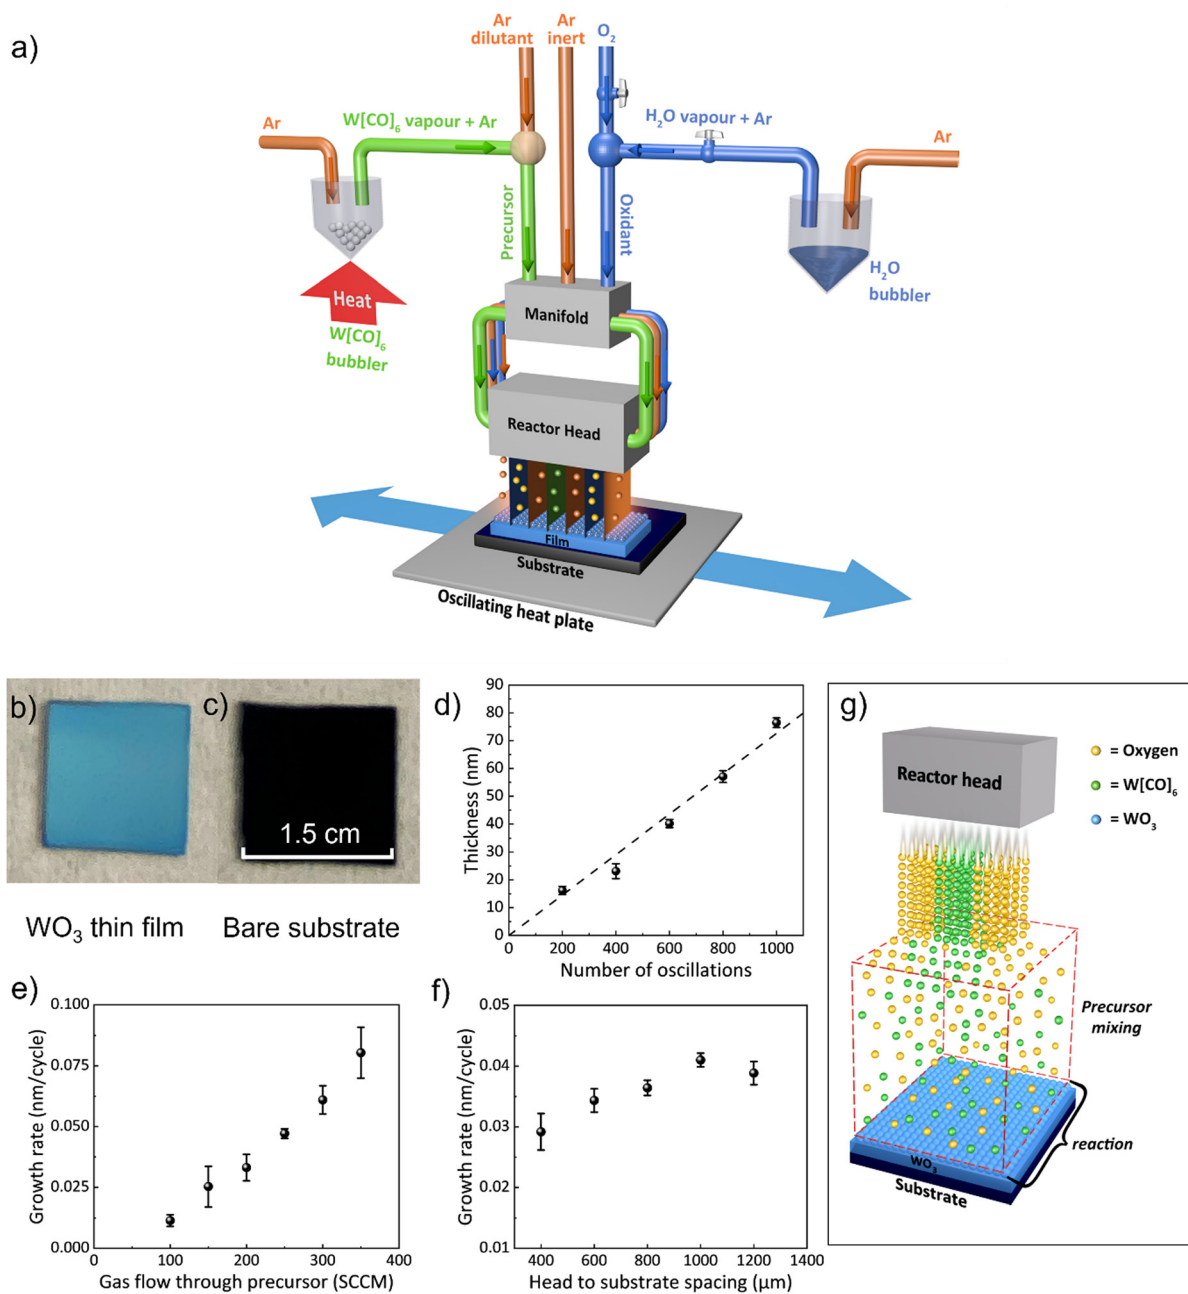 a)
Ar
dilutant
Ar
inert
O₂
Ar
W[CO]₆ vapour + Ar
H₂O vapour + Ar
Ar
Precursor
Oxidant
Heat
W[CO]₆
bubbler
H₂O
bubbler
Manifold
Reactor Head
Film
Substrate
Oscillating heat plate
b)
c)
1.5 cm
WO₃ thin film
Bare substrate
d)
Thickness (nm)
90
80
70
60
50
40
30
20
10
0
0 200 400 600 800 1000
Number of oscillations
e)
Growth rate (nm/cycle)
0.100
0.075
0.050
0.025
0.000
0 100 200 300 400
Gas flow through precursor (SCCM)
f)
Growth rate (nm/cycle)
0.05
0.04
0.03
0.02
0.01
400 600 800 1000 1200
Head to substrate spacing (µm)
g)
Reactor head
= Oxygen
= W[CO]₆
= WO₃
Precursor
mixing
reaction
WO₃
Substrate